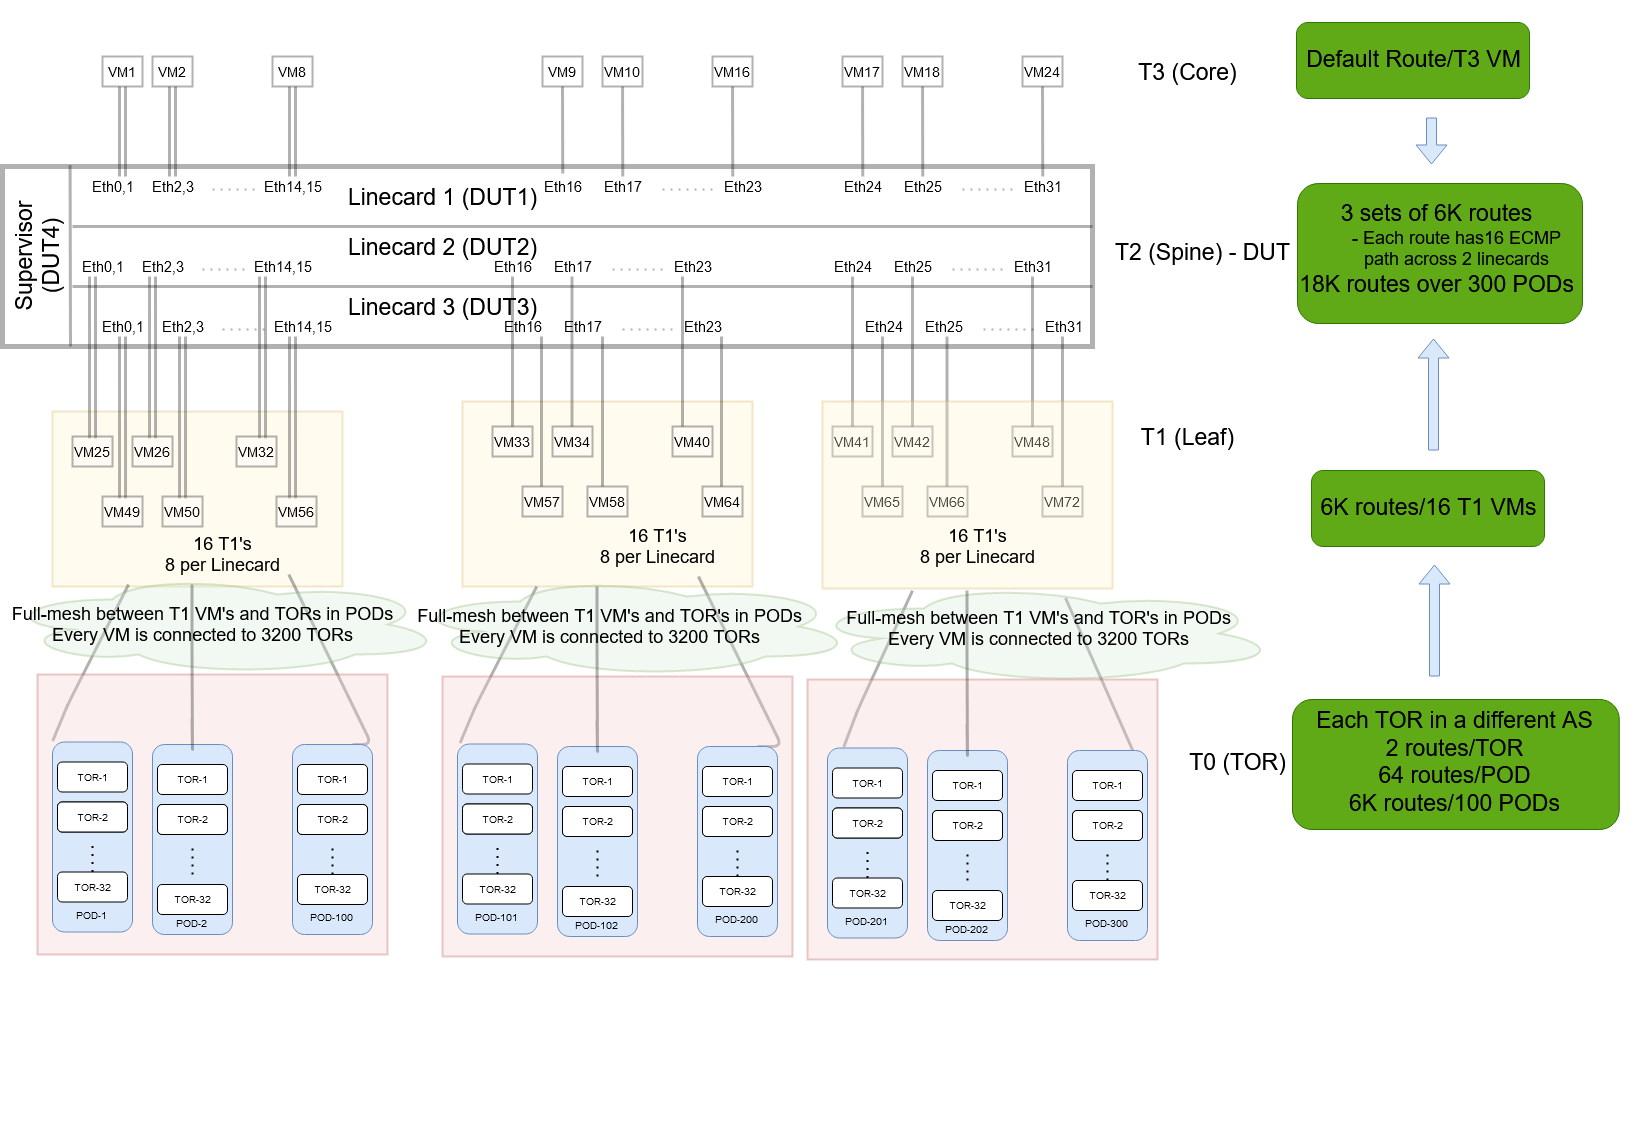 VM1 VM2 VM8 VM9 VM10 VM16 VM17 VM18 VM24
T3 (Core)
Default Route/T3 VM
Supervisor
(DUT4)
Eth0,1 Eth2,3 ...... Eth14,15
Linecard 1 (DUT1)
Eth16 Eth17 ....... Eth23
Eth24 Eth25 ....... Eth31
Linecard 2 (DUT2)
Eth0,1 Eth2,3 ...... Eth14,15
Eth16 Eth17 ....... Eth23
Eth24 Eth25 ....... Eth31
Linecard 3 (DUT3)
Eth0,1 Eth2,3 ...... Eth14,15
Eth16 Eth17 ....... Eth23
Eth24 Eth25 ....... Eth31
T2 (Spine) - DUT
3 sets of 6K routes
- Each route has16 ECMP
path across 2 linecards
18K routes over 300 PODs
T1 (Leaf)
VM25 VM26 VM32
VM49 VM50 VM56
16 T1's
8 per Linecard
VM33 VM34 VM40
VM57 VM58 VM64
16 T1's
8 per Linecard
VM41 VM42 VM48
VM65 VM66 VM72
16 T1's
8 per Linecard
6K routes/16 T1 VMs
Full-mesh between T1 VM's and TORs in PODs
Every VM is connected to 3200 TORs
Full-mesh between T1 VM's and TOR's in PODs
Every VM is connected to 3200 TORs
Full-mesh between T1 VM's and TOR's in PODs
Every VM is connected to 3200 TORs
TOR-1
TOR-2
TOR-32
POD-1
TOR-1
TOR-2
TOR-32
POD-2
TOR-1
TOR-2
TOR-32
POD-100
TOR-1
TOR-2
TOR-32
POD-101
TOR-1
TOR-2
TOR-32
POD-102
TOR-1
TOR-2
TOR-32
POD-200
TOR-1
TOR-2
TOR-32
POD-201
TOR-1
TOR-2
TOR-32
POD-202
TOR-1
TOR-2
TOR-32
POD-300
T0 (TOR)
Each TOR in a different AS
2 routes/TOR
64 routes/POD
6K routes/100 PODs